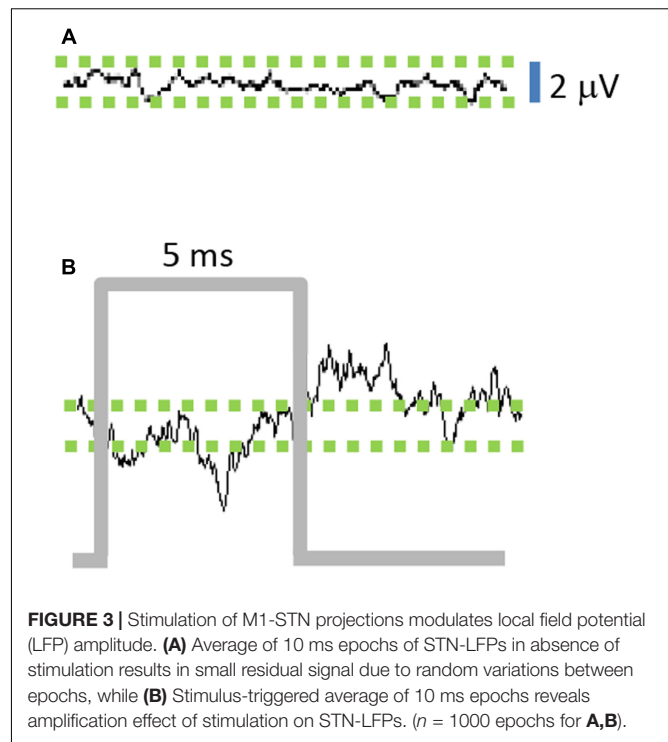 A
2 μV
B
5 ms
FIGURE 3 | Stimulation of M1-STN projections modulates local field potential
(LFP) amplitude. (A) Average of 10 ms epochs of STN-LFPs in absence of
stimulation results in small residual signal due to random variations between
epochs, while (B) Stimulus-triggered average of 10 ms epochs reveals
amplification effect of stimulation on STN-LFPs. (n = 1000 epochs for A,B).